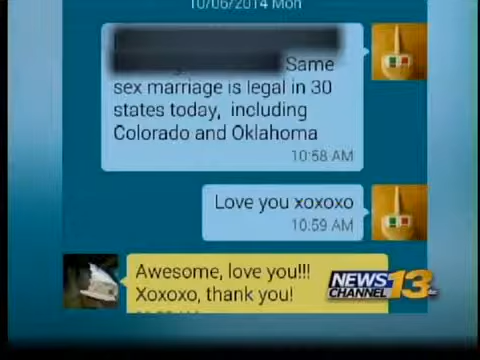 10/06/2014 Mon
Same
sex marriage is legal in 30
states today, including
Colorado and Oklahoma
10:58 AM
Love you xoxoxo
10:59 AM
Awesome, love you!!!
Xoxoxo, thank you!
NEWS 13
CHANNEL